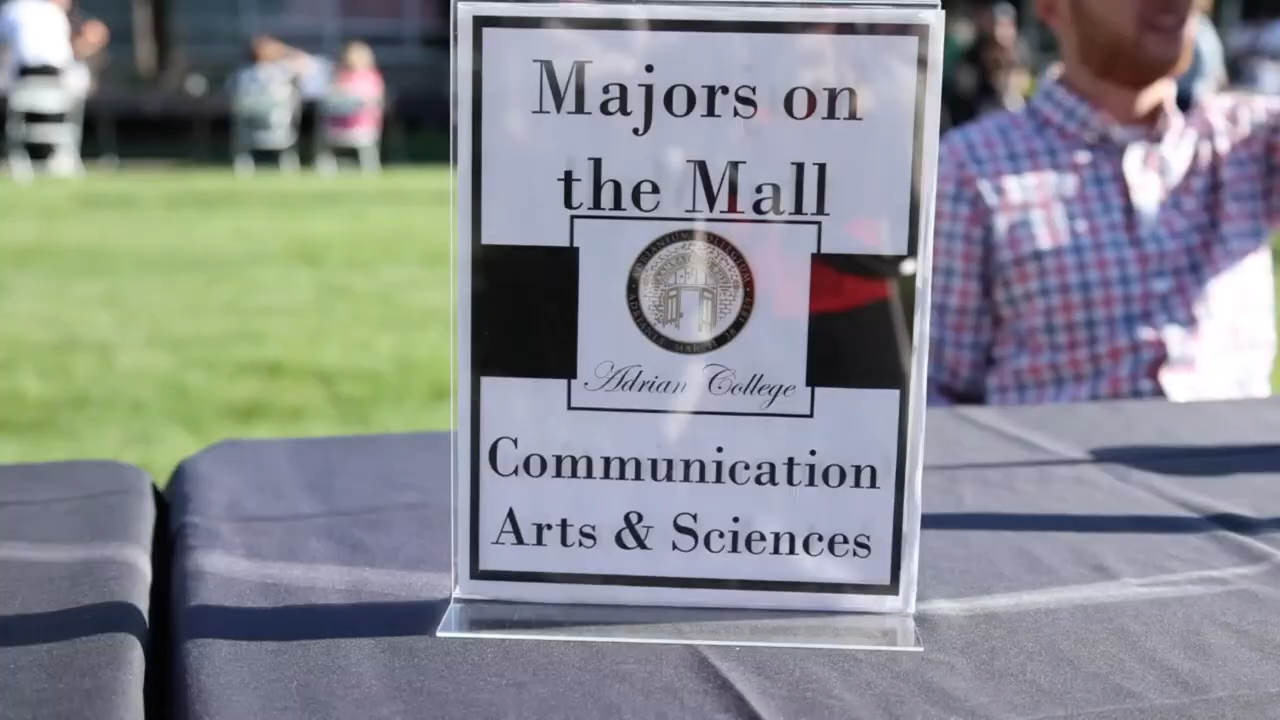 Majors on
the Mall
Adrian College
Communication
Arts & Sciences